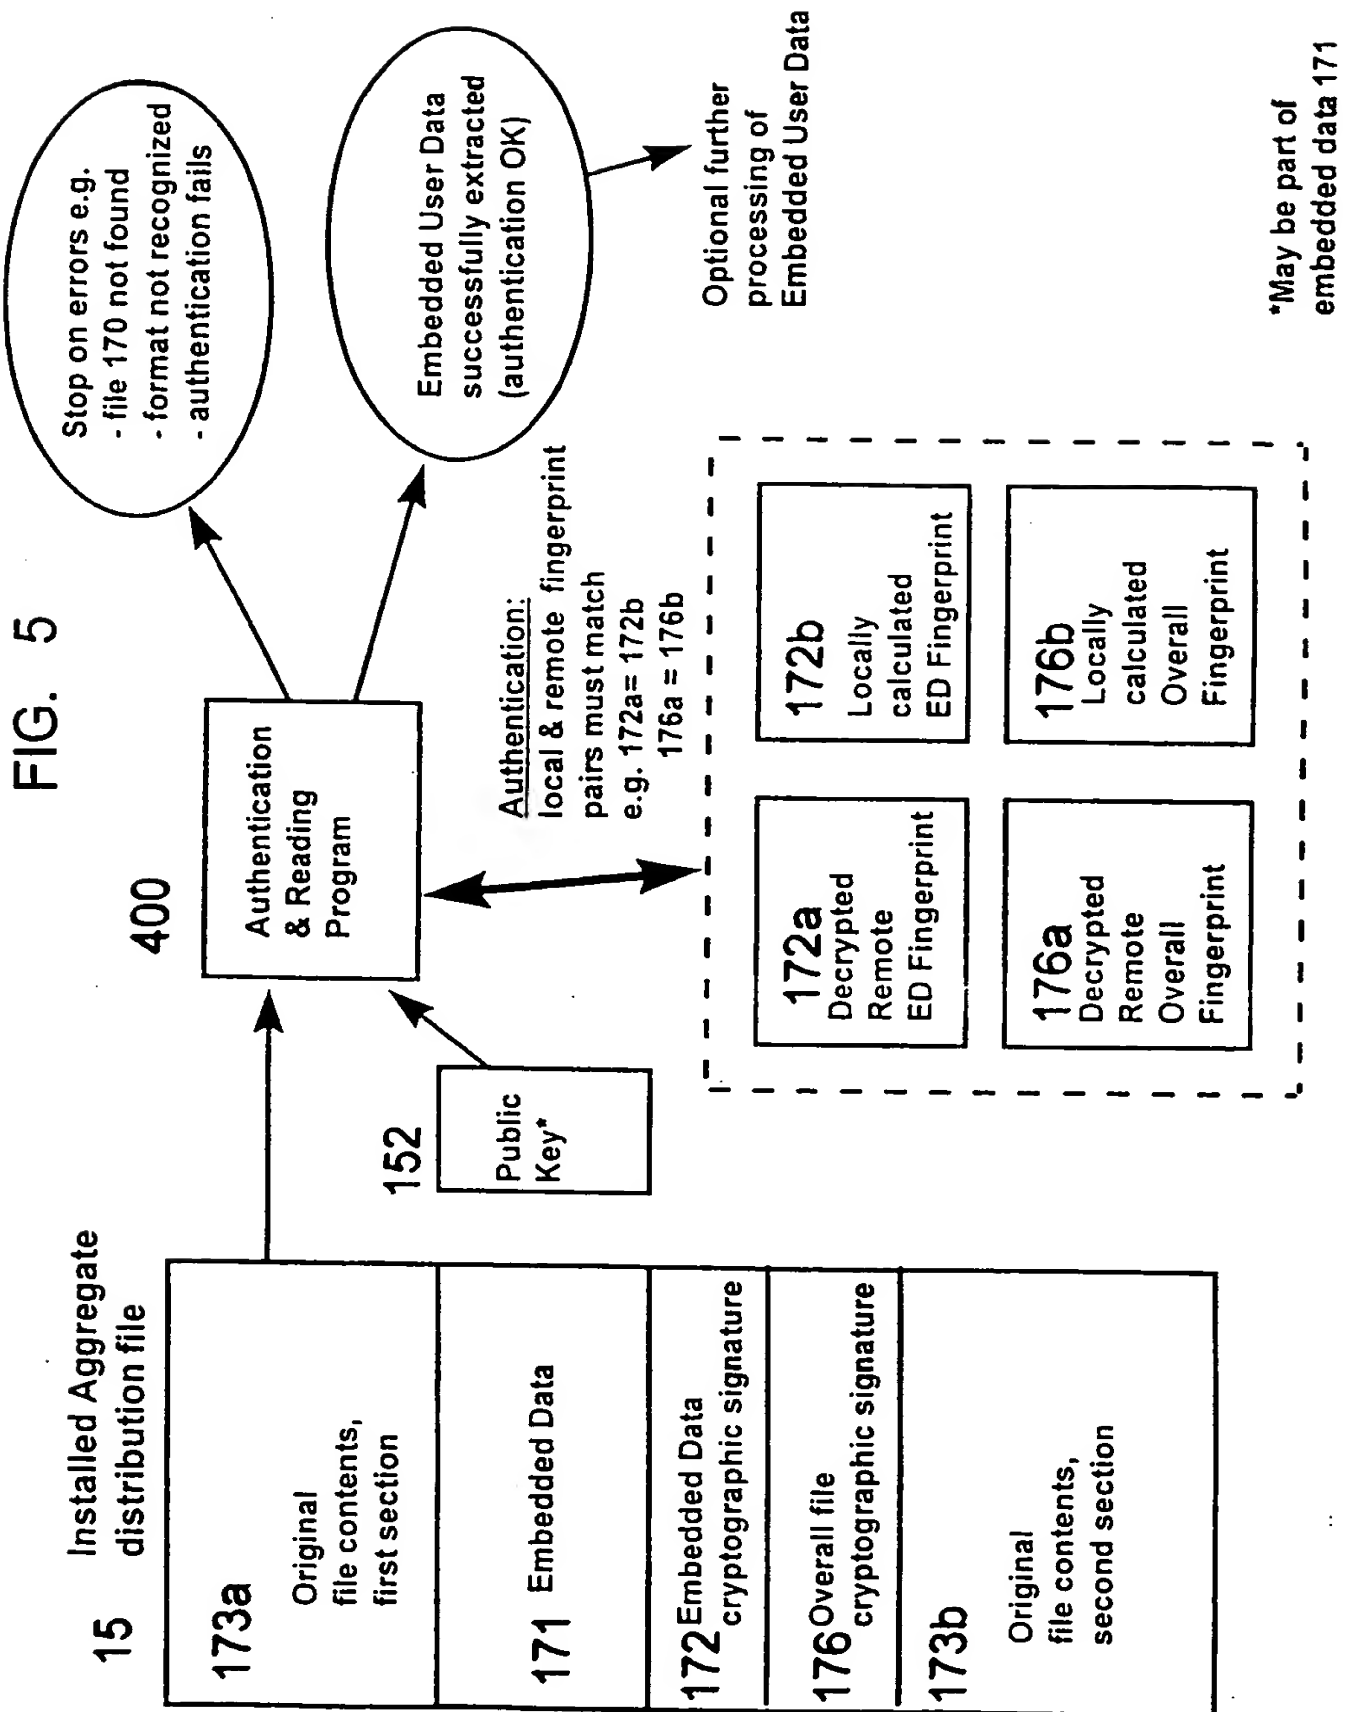 FIG. 5
15
Installed Aggregate
distribution file
173a
Original
file contents,
first section
171 Embedded Data
172 Embedded Data
cryptographic signature
176 Overall file
cryptographic signature
173b
Original
file contents,
second section
152
Public
Key*
400
Authentication
& Reading
Program
Stop on errors e.g.
- file 170 not found
- format not recognized
- authentication fails
Embedded User Data
successfully extracted
(authentication OK)
Optional further
processing of
Embedded User Data
Authentication:
local & remote fingerprint
pairs must match
e.g. 172a= 172b
176a = 176b
172a
Decrypted
Remote
ED Fingerprint
172b
Locally
calculated
ED Fingerprint
176a
Decrypted
Remote
Overall
Fingerprint
176b
Locally
calculated
Overall
Fingerprint
*May be part of
embedded data 171